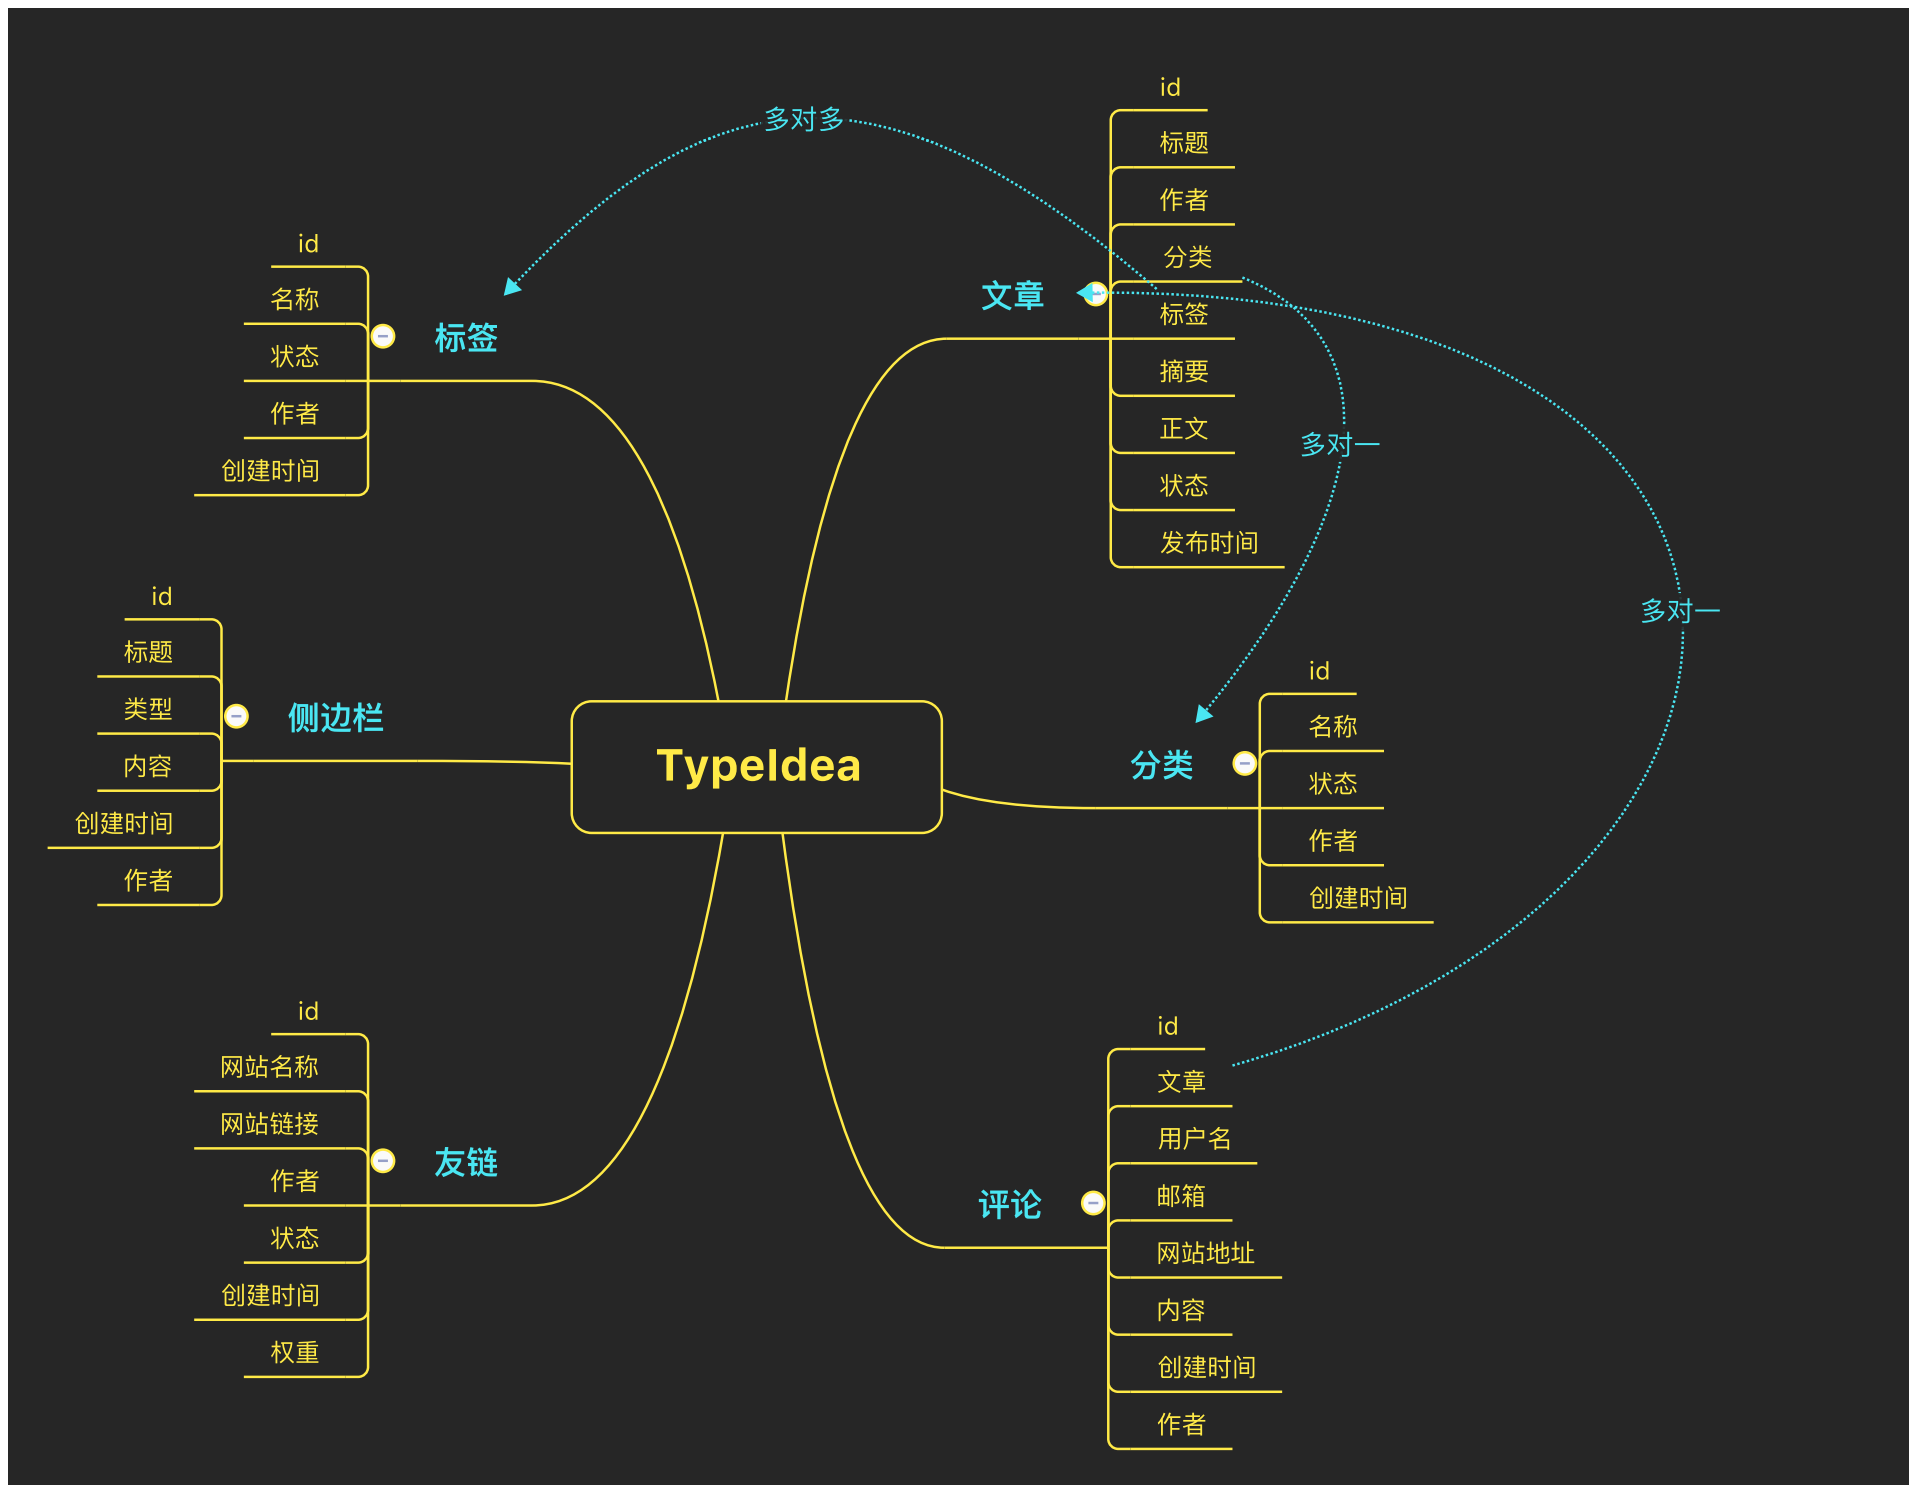 TypeIdea
文章
id
标题
作者
分类
标签
摘要
正文
状态
发布时间
多对多
多对一
多对一
分类
id
名称
状态
作者
创建时间
评论
id
文章
用户名
邮箱
网站地址
内容
创建时间
作者
标签
id
名称
状态
作者
创建时间
侧边栏
id
标题
类型
内容
创建时间
作者
友链
id
网站名称
网站链接
作者
状态
创建时间
权重